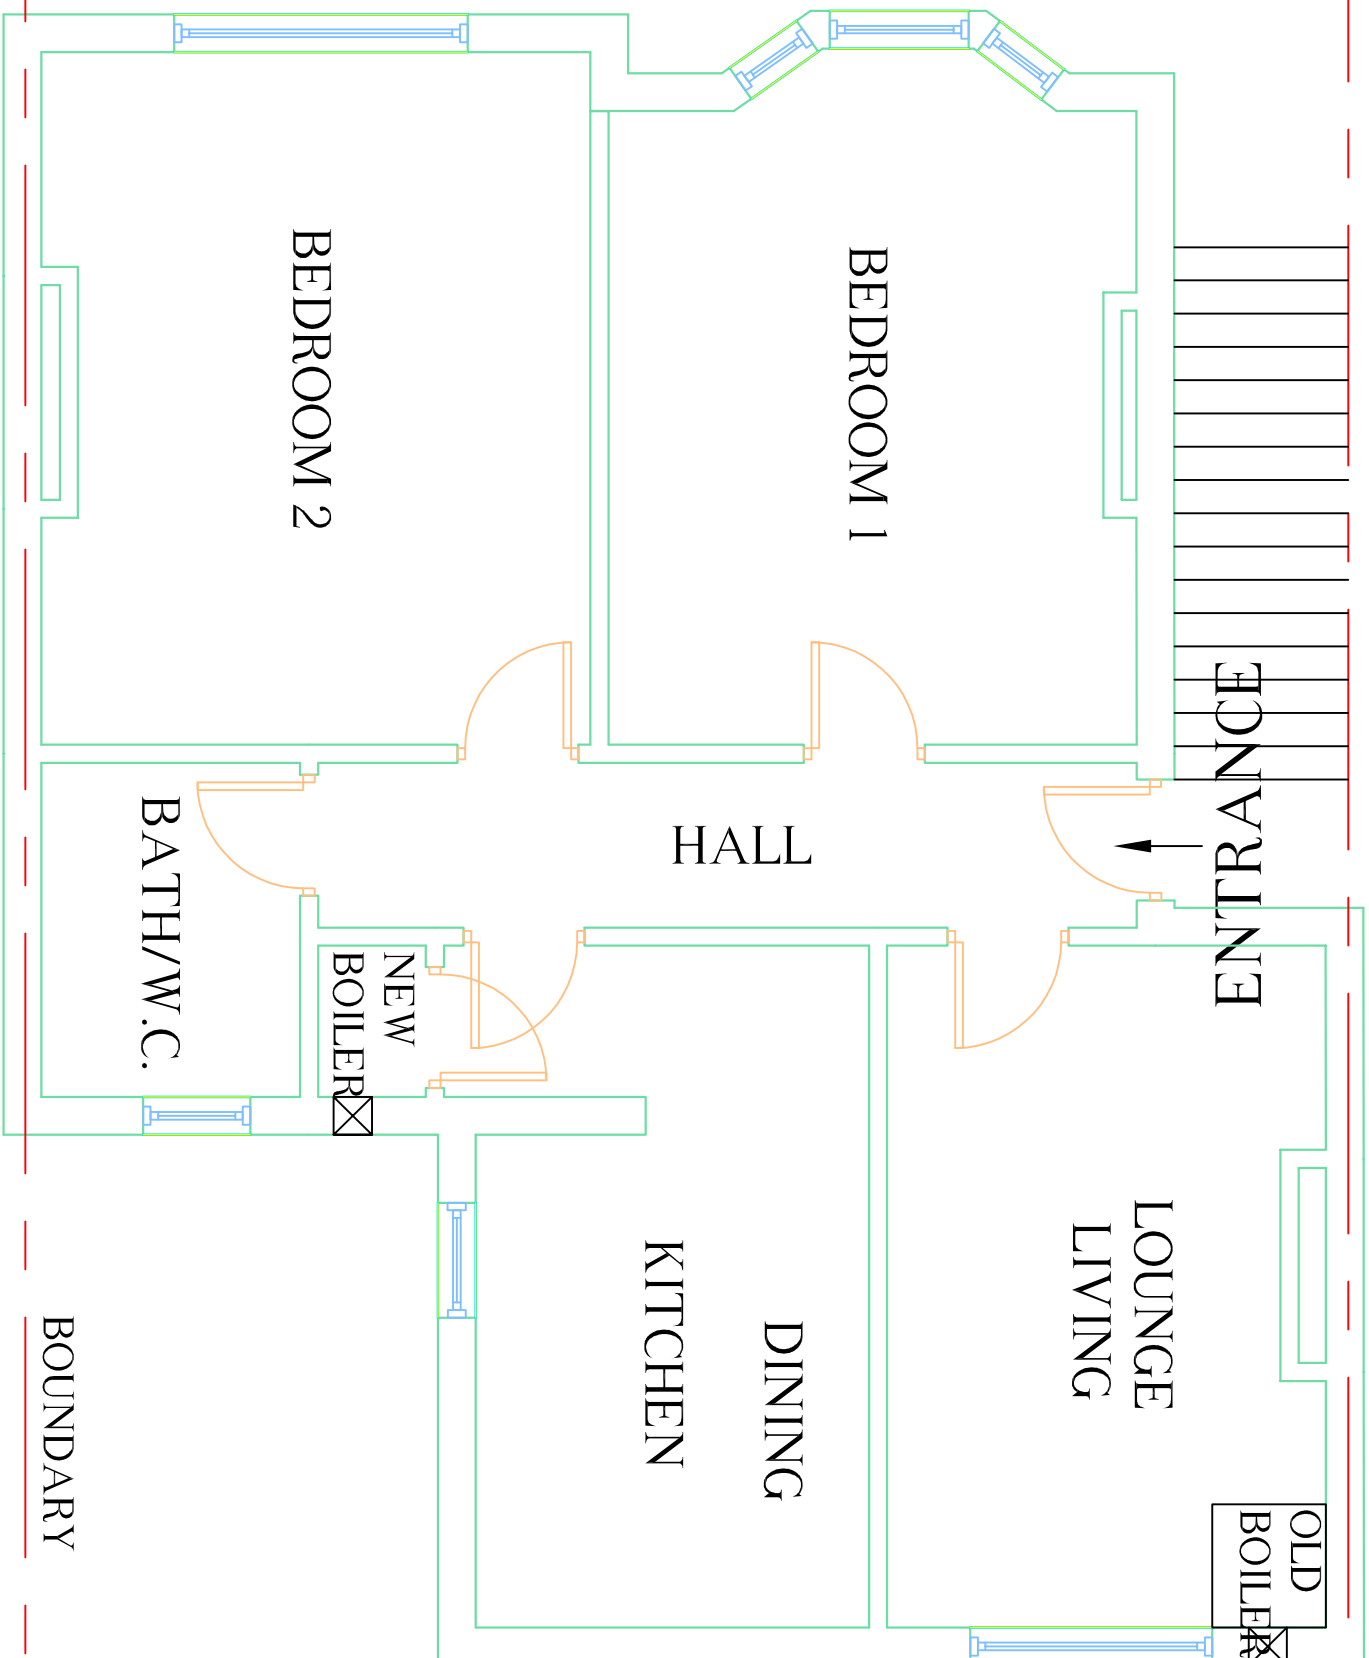 BEDROOM 1
BEDROOM 2
ENTRANCE
HALL
BATH/W.C.
NEW
BOILER
LOUNGE
LIVING
DINING
KITCHEN
OLD
BOILER
BOUNDARY